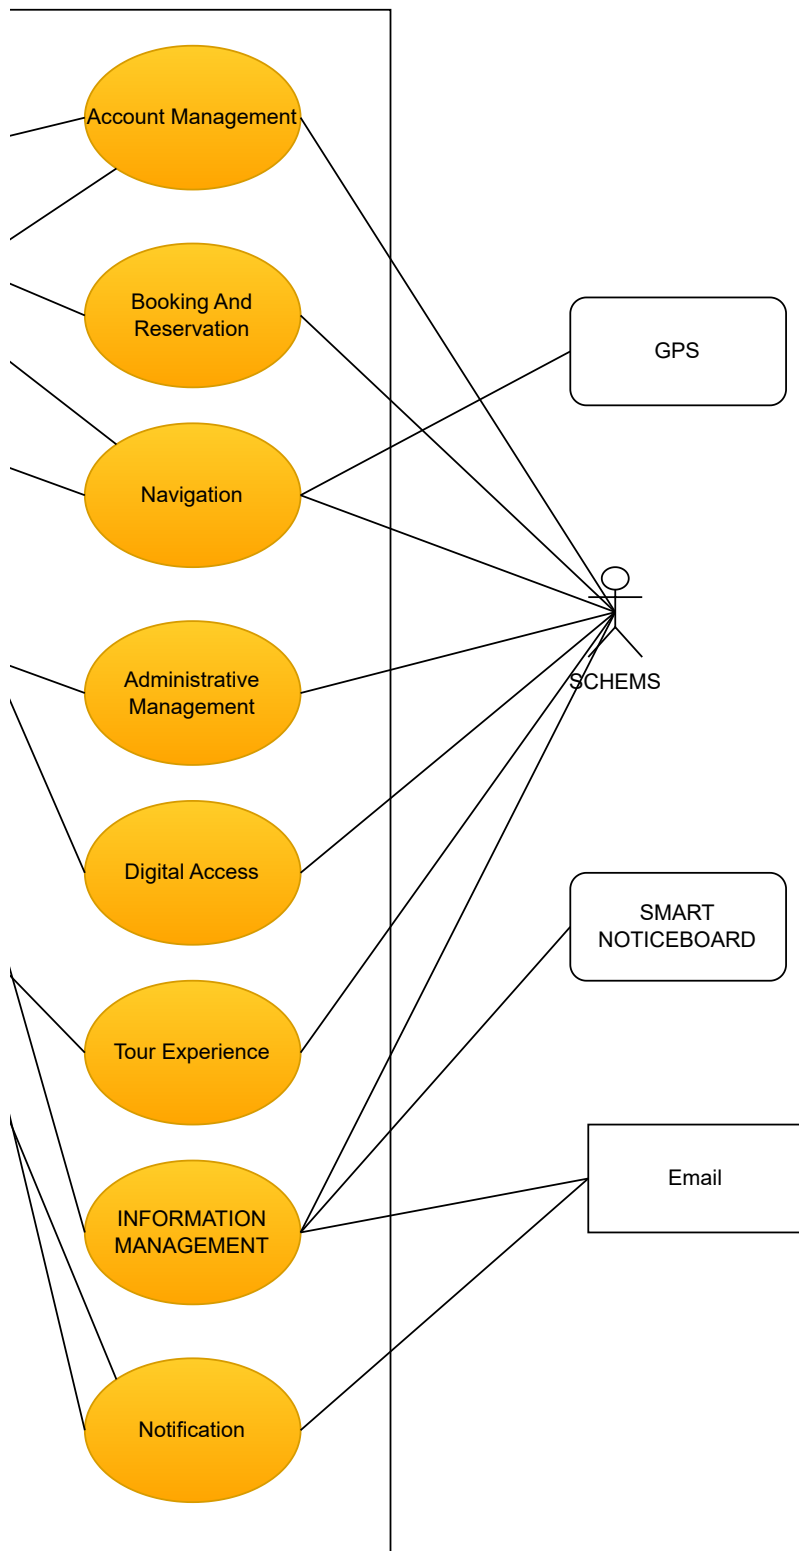 Account Management
Booking And
Reservation
GPS
Navigation
SCHEMS
Administrative
Management
Digital Access
SMART
NOTICEBOARD
Tour Experience
Email
INFORMATION
MANAGEMENT
Notification